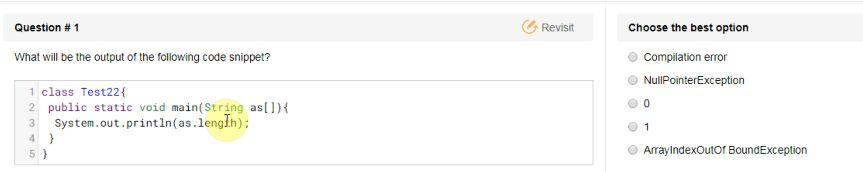 Question # 1
Revisit
What will be the output of the following code snippet?
1 class Test22{
2 public static void main(String as[]){
3 System.out.println(as.length);
4 }
5 }
Choose the best option
Compilation error
NullPointerException
0
1
ArrayIndexOutOf BoundException